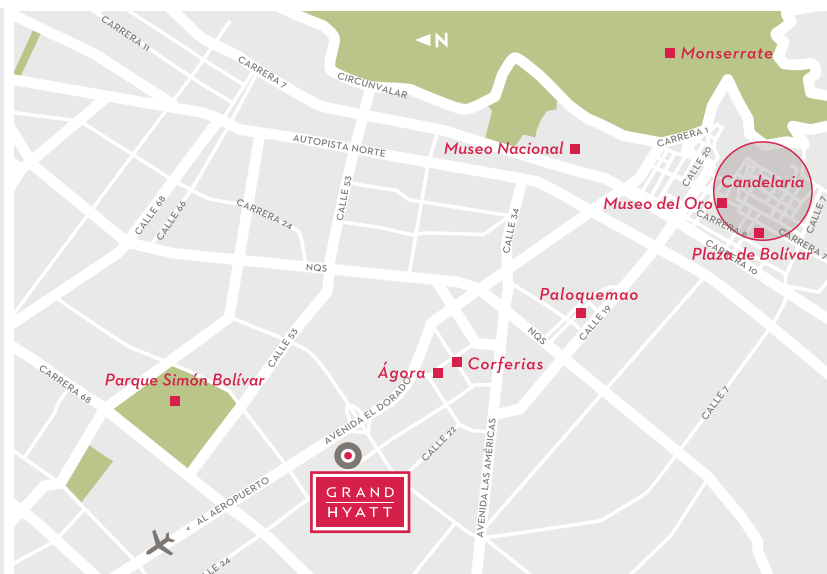 CARRERA 11
N
Monserrate
CARRERA 7
CIRCUNVALAR
CARRERA 1
AUTOPISTA NORTE
Museo Nacional
CALLE 20
Candelaria
CALLE 53
CALLE 68
CALLE 66
CARRERA 24
CALLE 34
Museo del Oro
CALLE 7
CARRERA 8
CARRERA 7
Plaza de Bolívar
CARRERA 10
NQS
Paloquemao
CALLE 19
NQS
CALLE 53
Corferias
Ágora
Parque Simón Bolívar
CARRERA 68
AVENIDA EL DORADO
CALLE 7
CALLE 22
AVENIDA LAS AMÉRICAS
AL AEROPUERTO
GRAND
HYATT
CALLE 24